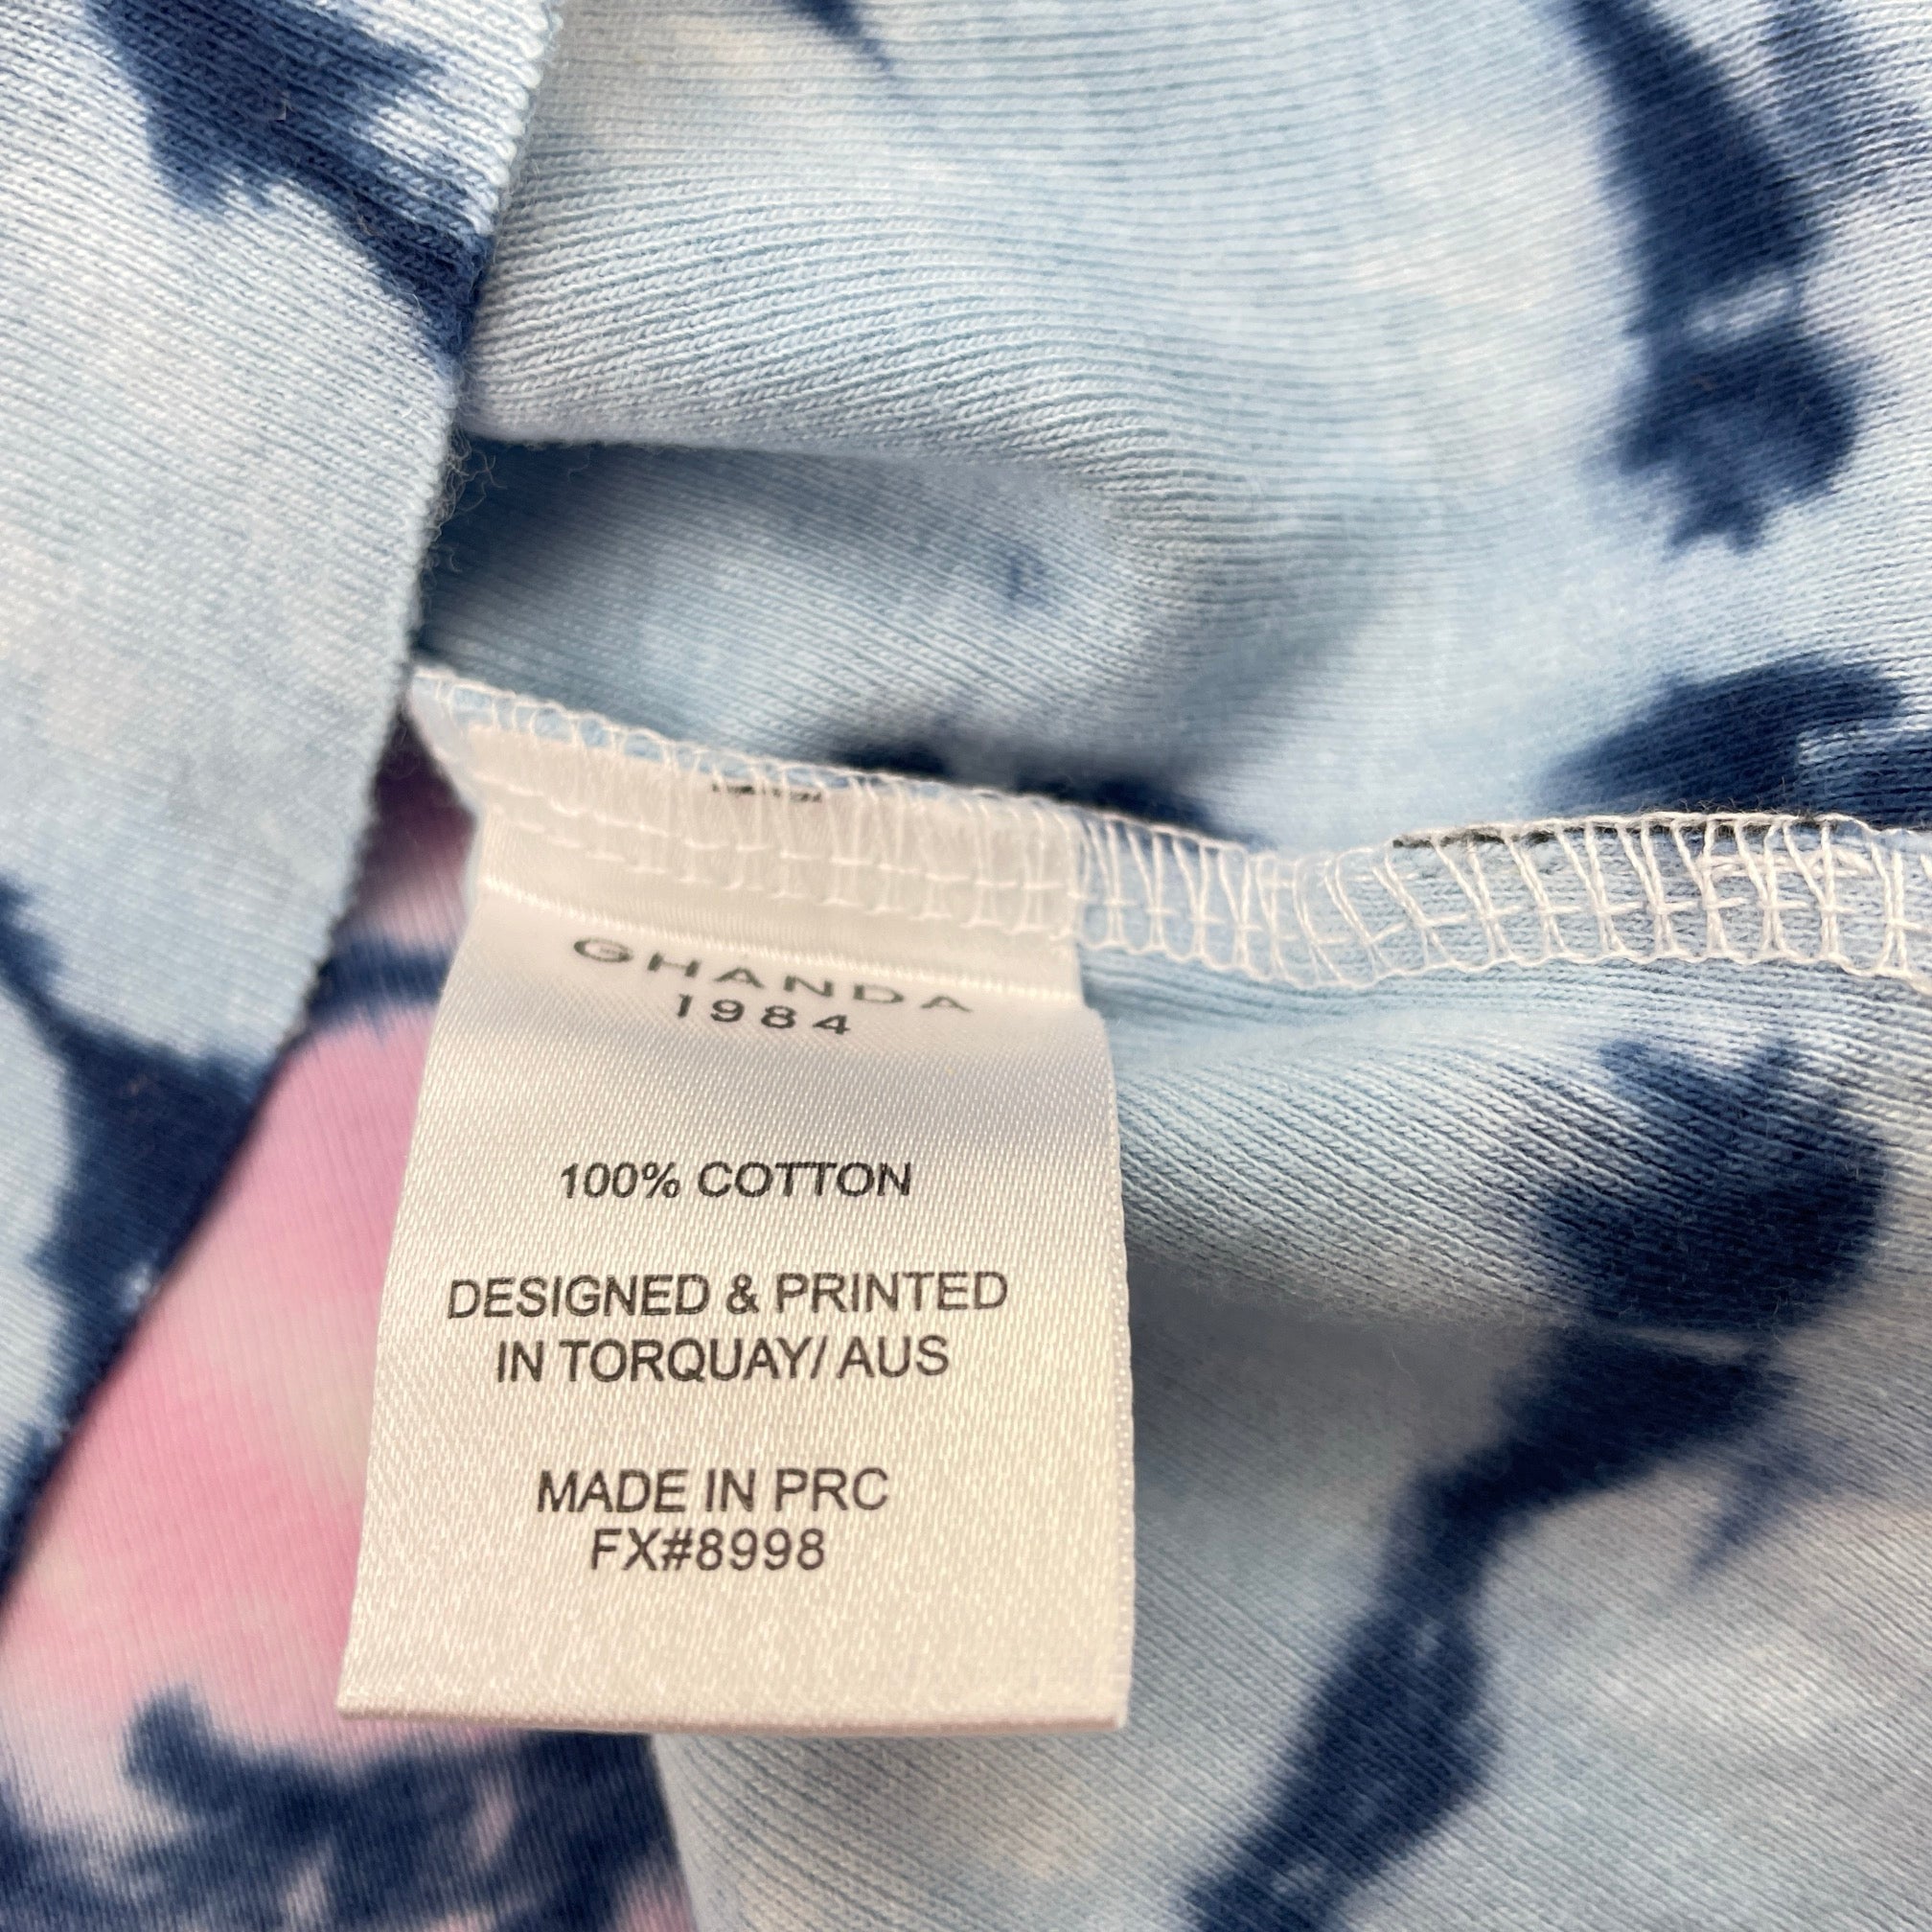 GHANDA
1984
100% COTTON
DESIGNED & PRINTED
IN TORQUAY/ AUS
MADE IN PRC
FX#8998